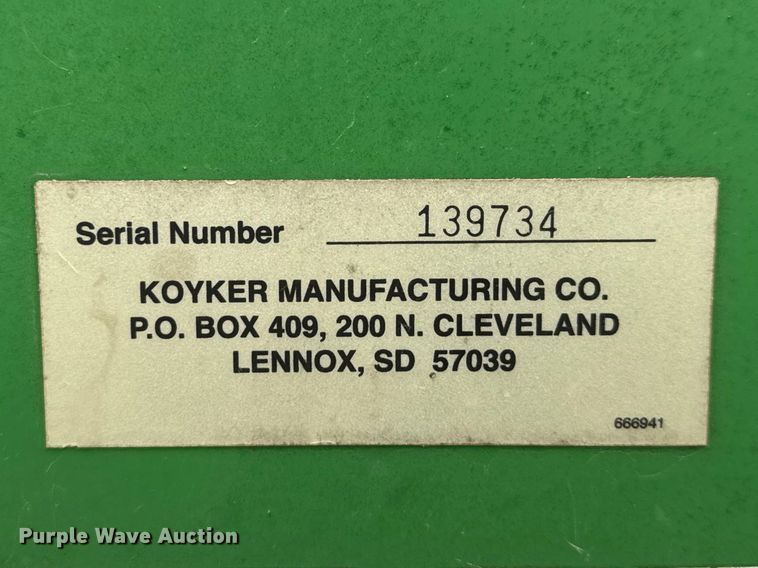 Serial Number 139734
KOYKER MANUFACTURING CO.
P.O. BOX 409, 200 N. CLEVELAND
LENNOX, SD 57039
666941
Purple Wave Auction